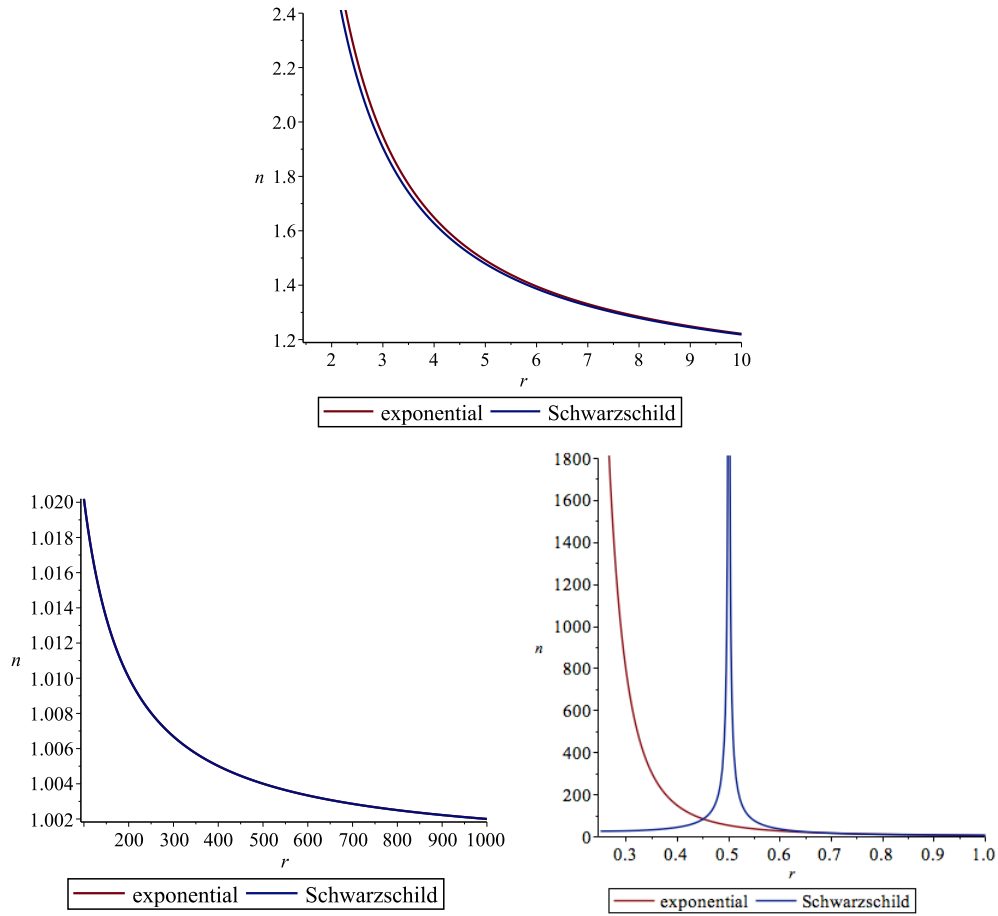 2.4
2.2
2.0
n 1.8
1.6
1.4
1.2
2 3 4 5 6 7 8 9 10
r
exponential Schwarzschild
1.020
1.018
1.016
1.014
1.012
n 1.010
1.008
1.006
1.004
1.002
200 300 400 500 600 700 800 900 1000
r
exponential Schwarzschild
1800
1600
1400
1200
1000
n
800
600
400
200
0
0.3 0.4 0.5 0.6 0.7 0.8 0.9 1.0
r
exponential Schwarzschild